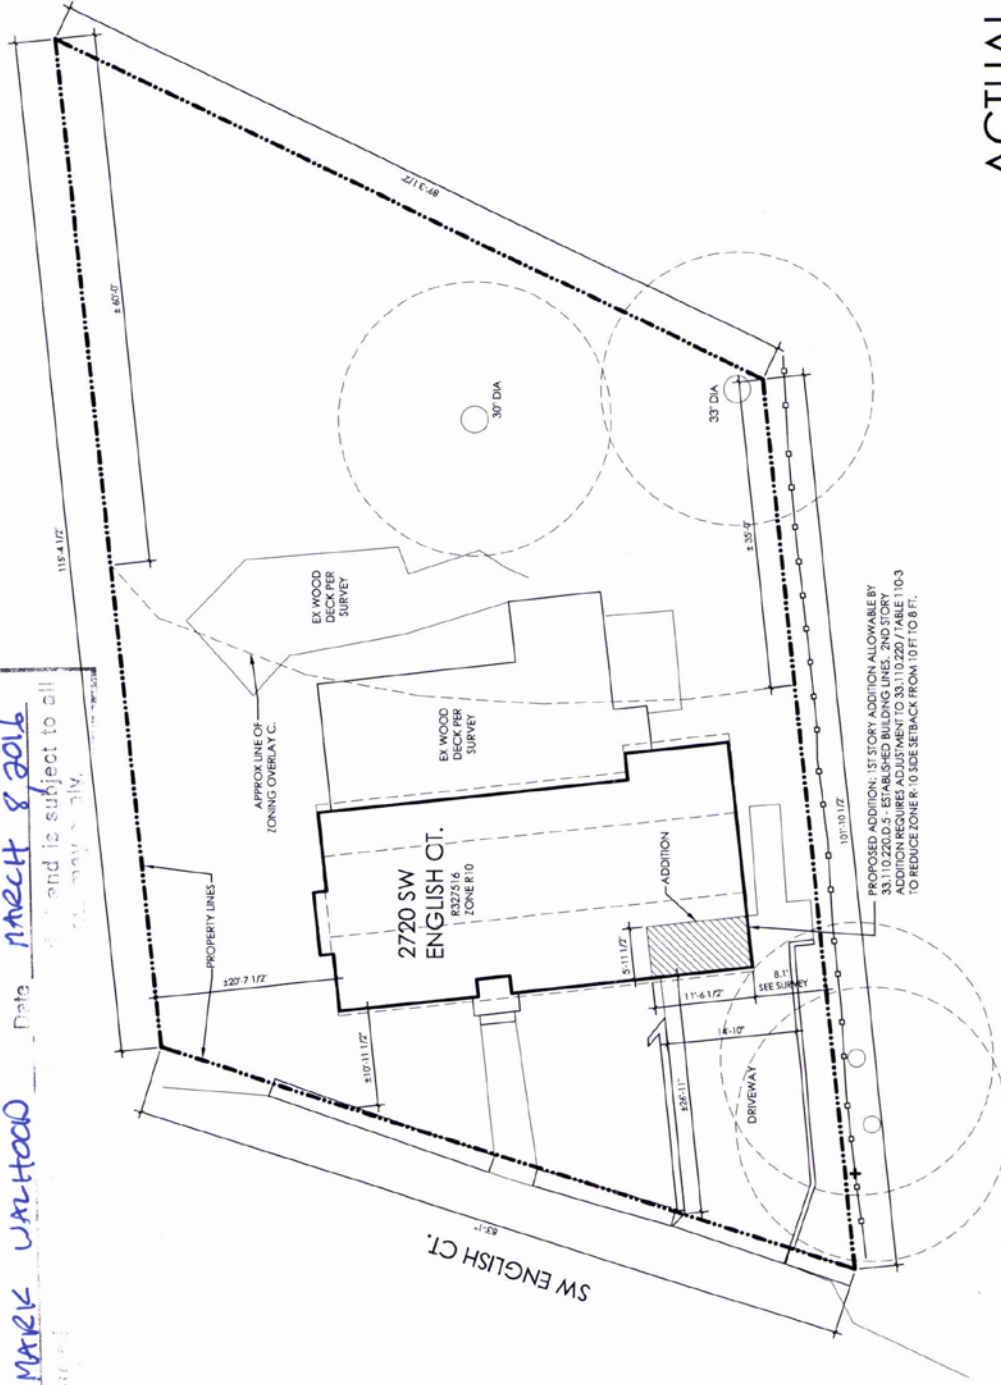 MARK WALHOOD Date MARCH 8, 2016
and is subject to all
may
ACTUAL
115'-4 1/2"
± 60'-0"
89'-3 1/2"
PROPERTY LINES
±20'-7 1/2"
APPROX LINE OF
ZONING OVERLAY C.
EX WOOD
DECK PER
SURVEY
30" DIA
33" DIA
EX WOOD
DECK PER
SURVEY
± 35'-0"
2720 SW
ENGLISH CT.
R327516
ZONE R10
ADDITION
5'-11 1/2"
±10'-11 1/2"
11'-6 1/2"
8.1'
SEE SURVEY
14'-10"
±26'-11"
DRIVEWAY
83'-1"
SW ENGLISH CT.
101'-10 1/2"
PROPOSED ADDITION: 1ST STORY ADDITION ALLOWABLE BY
33.110.220.D.5 - ESTABLISHED BUILDING LINES. 2ND STORY
ADDITION REQUIRES ADJUSTMENT TO 33.110.220 / TABLE 110-3
TO REDUCE ZONE R-10 SIDE SETBACK FROM 10 FT TO 8 FT.